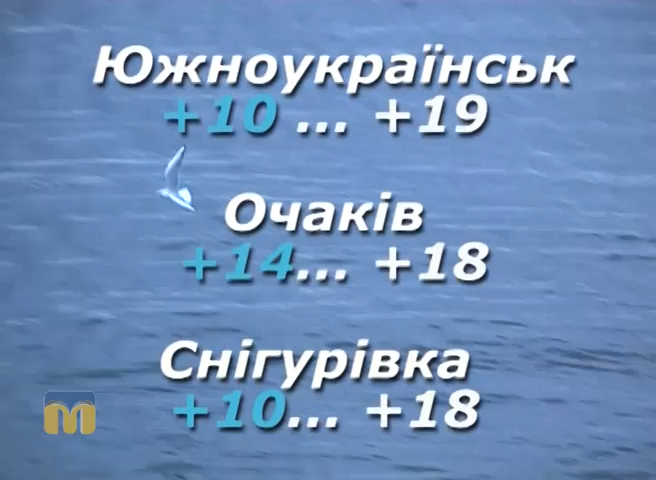 Южноукраїнськ
+10 ... +19
Очаків
+14... +18
Снігурівка
+10... +18
M